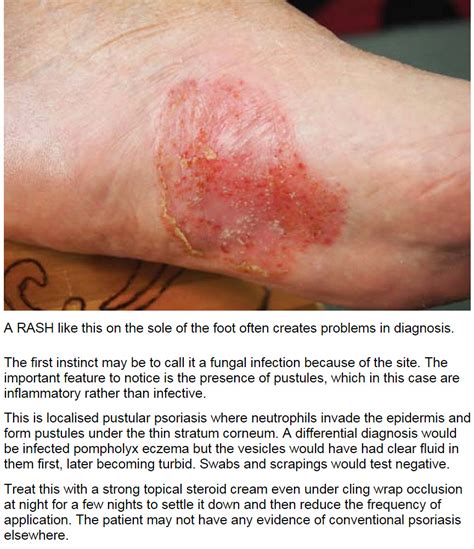 A RASH like this on the sole of the foot often creates problems in diagnosis.
The first instinct may be to call it a fungal infection because of the site. The
important feature to notice is the presence of pustules, which in this case are
inflammatory rather than infective.
This is localised pustular psoriasis where neutrophils invade the epidermis and
form pustules under the thin stratum corneum. A differential diagnosis would
be infected pompholyx eczema but the vesicles would have had clear fluid in
them first, later becoming turbid. Swabs and scrapings would test negative.
Treat this with a strong topical steroid cream even under cling wrap occlusion
at night for a few nights to settle it down and then reduce the frequency of
application. The patient may not have any evidence of conventional psoriasis
elsewhere.